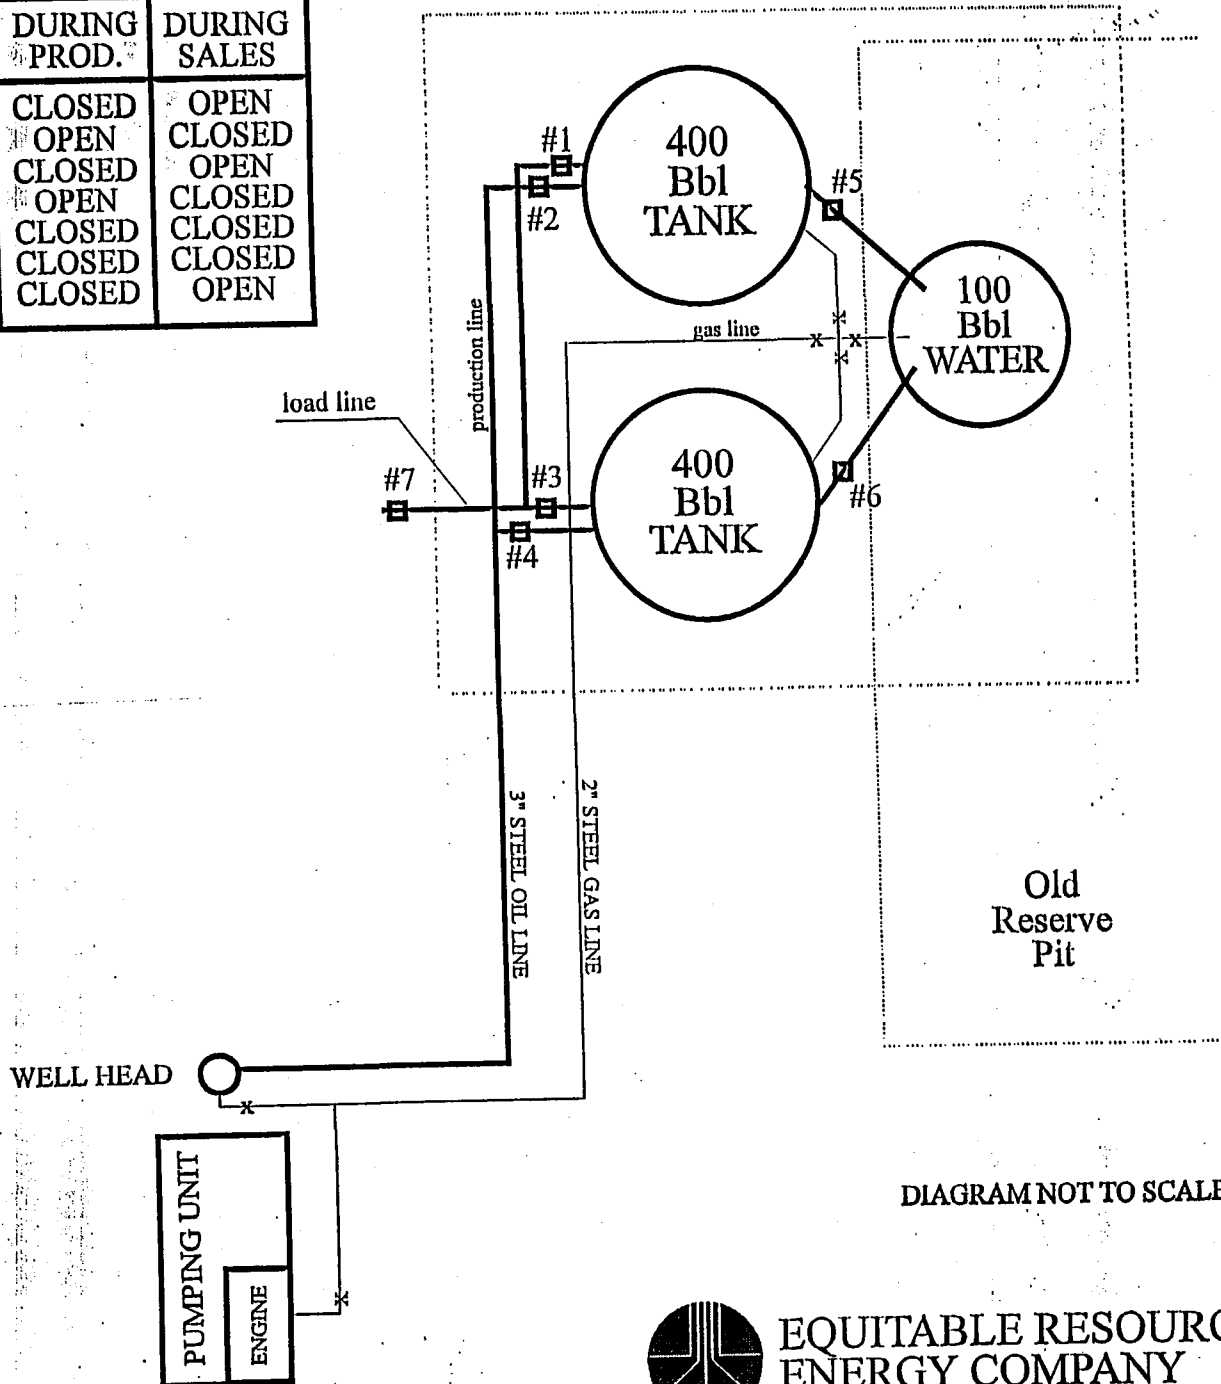 DURING DURING
PROD. SALES
CLOSED OPEN
OPEN CLOSED
CLOSED OPEN
OPEN CLOSED
CLOSED CLOSED
CLOSED CLOSED
CLOSED OPEN
#1
#2
400
Bbl
TANK
#5
100
Bbl
WATER
production line
gas line
load line
#7
#3
#4
400
Bbl
TANK
#6
3" STEEL OIL LINE
2" STEEL GAS LINE
Old
Reserve
Pit
WELL HEAD
PUMPING UNIT
ENGINE
DIAGRAM NOT TO SCALE
EQUITABLE RESOURC
ENERGY COMPANY